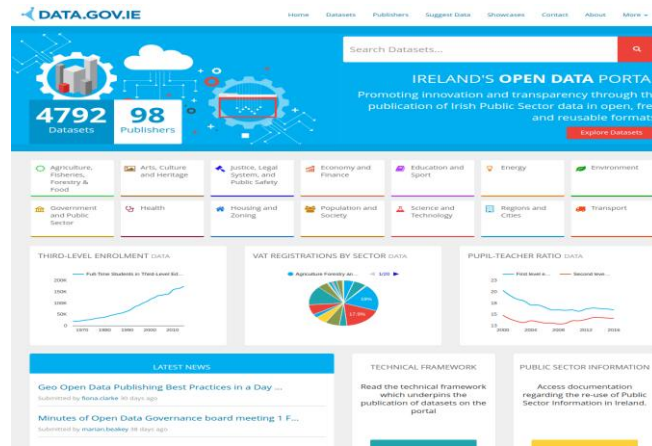 DATA.GOV.IE
Home Datasets Publishers Suggest Data Showcases Contact About More
Search Datasets...
IRELAND'S OPEN DATA PORTA
Promoting innovation and transparency through th
publication of Irish Public Sector data in open, fre
and reusable format
Explore Datasets
4792
Datasets
98
Publishers
Agriculture,
Fisheries,
Forestry &
Food
Arts, Culture
and Heritage
Justice, Legal
System, and
Public Safety
Economy and
Finance
Education and
Sport
Energy
Environment
Government
and Public
Sector
Health
Housing and
Zoning
Population and
Society
Science and
Technology
Regions and
Cities
Transport
THIRD-LEVEL ENROLMENT DATA
Full-Time Students in Third-Level Ed...
200K
150K
100K
50K
0
1970 1980 1990 2000 2010
VAT REGISTRATIONS BY SECTOR DATA
Agriculture Forestry an...
1/20
19%
17.9%
PUPIL-TEACHER RATIO DATA
First level e... Second leve...
23
20
18
15
13
2000 2004 2008 2012 2016
LATEST NEWS
Geo Open Data Publishing Best Practices in a Day ...
Submitted by fiona.clarke 36 days ago
Minutes of Open Data Governance board meeting 1 F...
Submitted by marian.beakey 38 days ago
TECHNICAL FRAMEWORK
Read the technical framework
which underpins the
publication of datasets on the
portal
PUBLIC SECTOR INFORMATION
Access documentation
regarding the re-use of Public
Sector Information in Ireland.